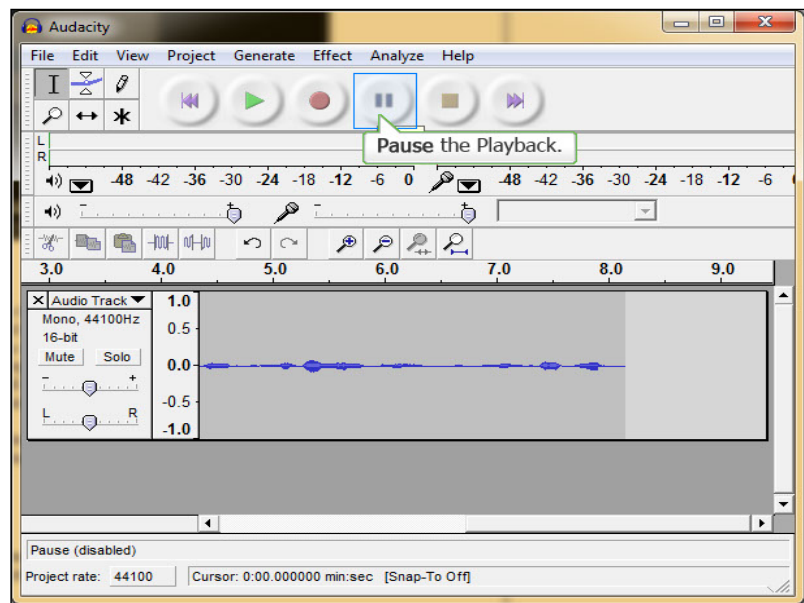 Audacity
File Edit View Project Generate Effect Analyze Help
Pause the Playback.
L
R
-48 -42 -36 -30 -24 -18 -12 -6 0 -48 -42 -36 -30 -24 -18 -12 -6
3.0 4.0 5.0 6.0 7.0 8.0 9.0
Audio Track 1.0
Mono, 44100Hz
16-bit 0.5
Mute Solo
- + 0.0
-0.5
L R
-1.0
Pause (disabled)
Project rate: 44100 Cursor: 0:00.000000 min:sec [Snap-To Off]